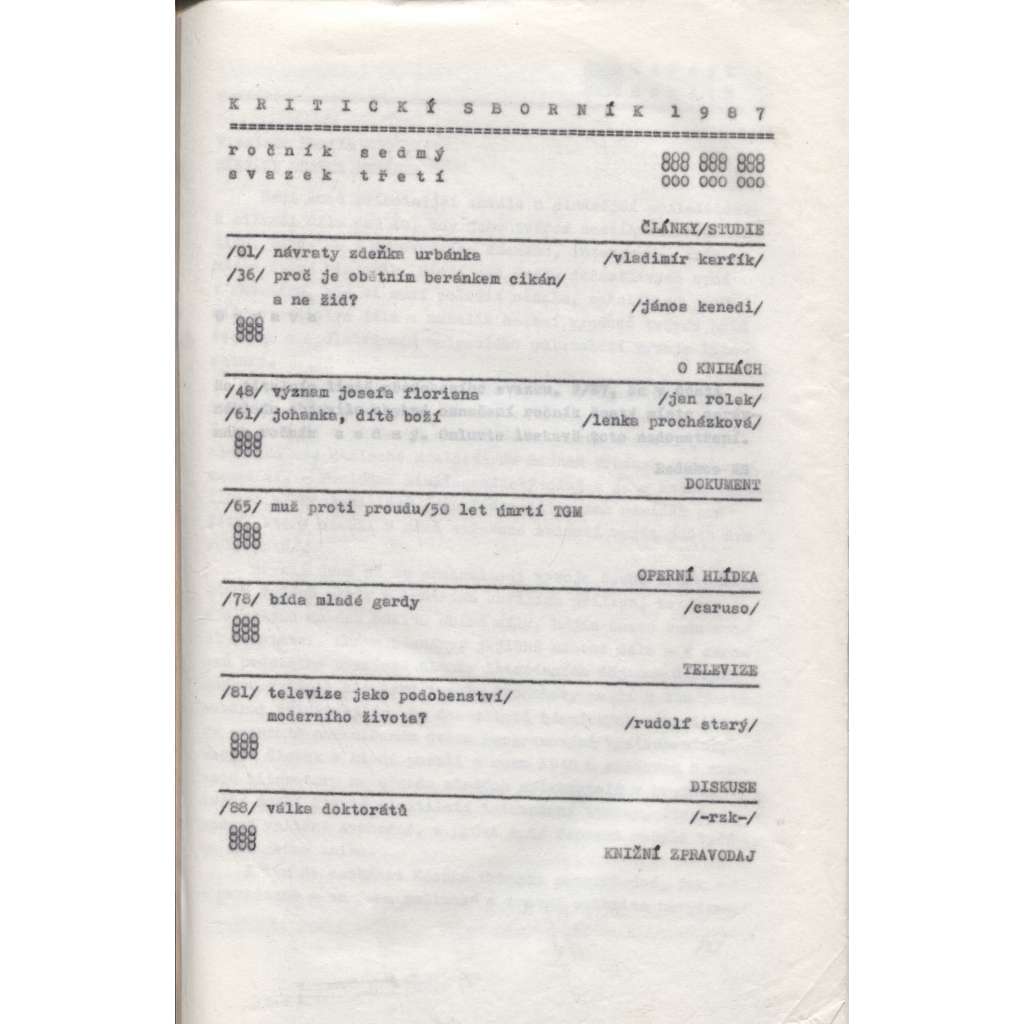 K R I T I C K Ý S B O R N Í K 1 9 8 7
=======================================================
r o č n í k s e d m ý
s v a z e k t ř e t í
ČLÁNKY/STUDIE
/01/ návraty zdeňka urbánka /vladimír karfík/
/36/ proč je obětním beránkem cikán/
a ne žid? /jános kenedi/
O KNIHÁCH
/48/ význam josefa floriana /jan rolek/
/61/ johanka, dítě boží /lenka procházková/
DOKUMENT
/65/ muž proti proudu/50 let úmrtí TGM
OPERNÍ HLÍDKA
/78/ bída mladé gardy /caruso/
TELEVIZE
/81/ televize jako podobenství/
moderního života? /rudolf starý/
DISKUSE
/88/ válka doktorátů /-rzk-/
KNIŽNÍ ZPRAVODAJ